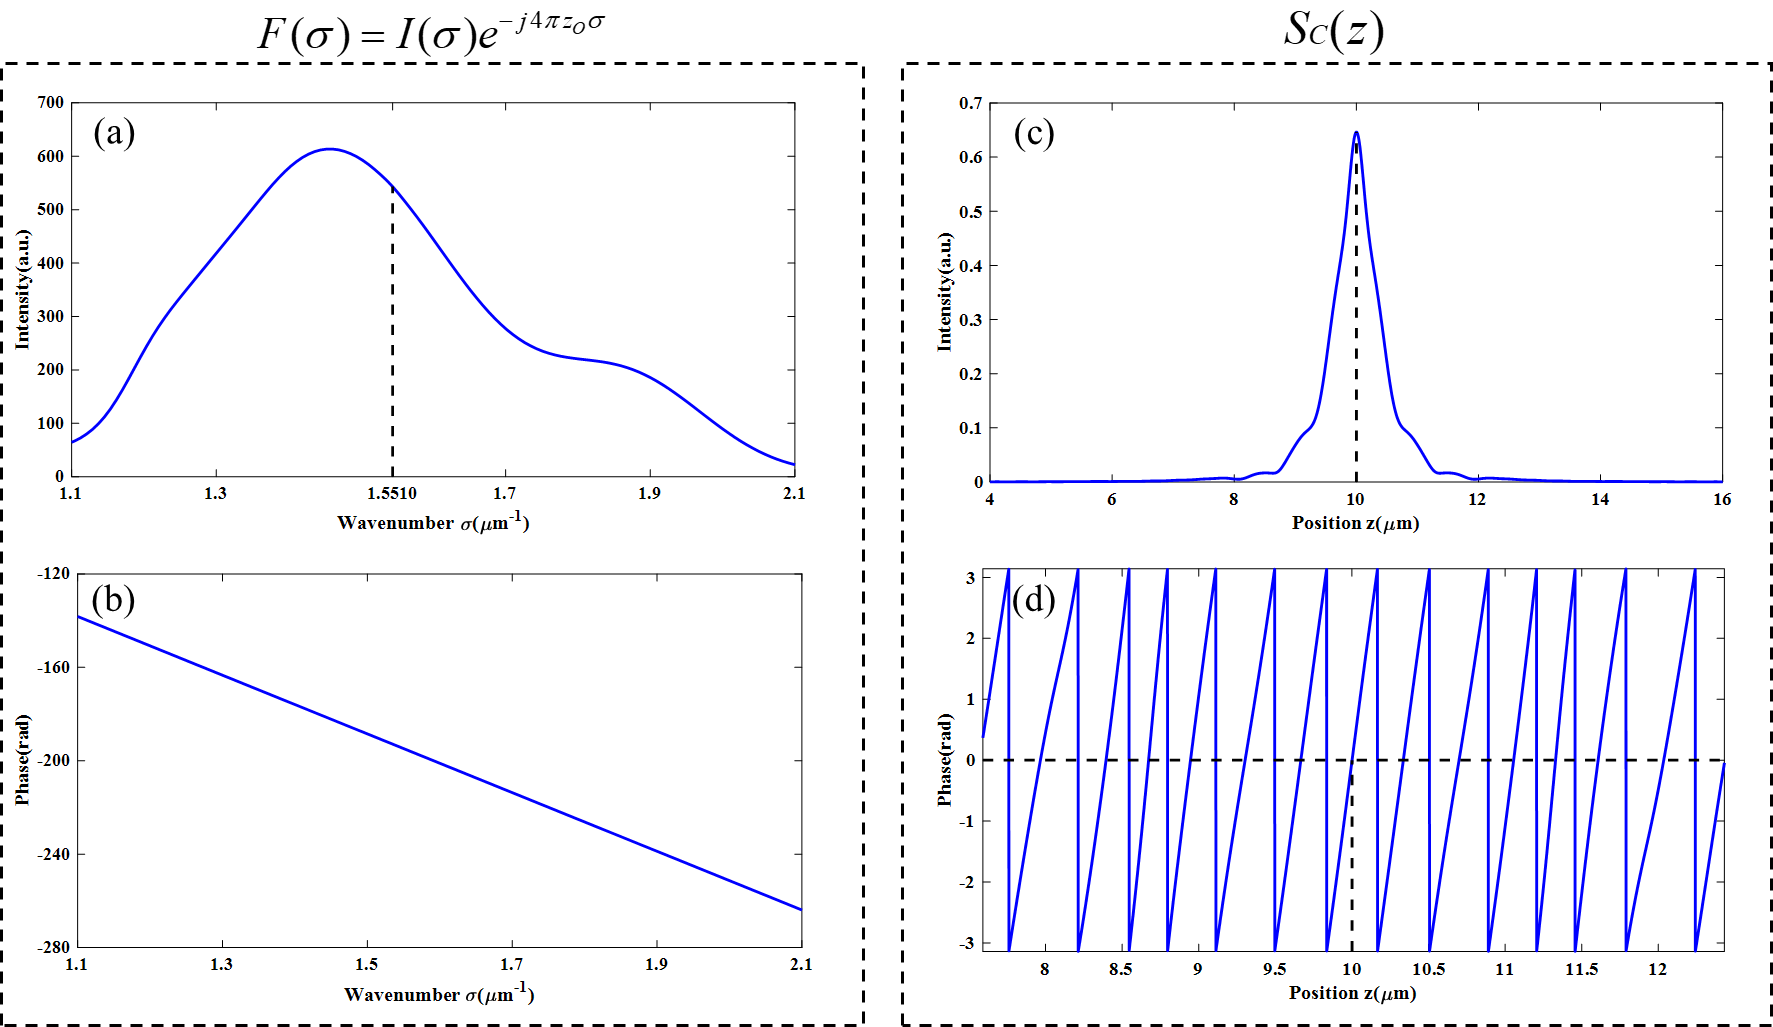 F(σ) = I(σ)e^{-j4πz_Oσ}
S_C(z)
(a)
700
600
500
400
300
200
100
0
Intensity(a.u.)
1.1 1.3 1.5510 1.7 1.9 2.1
Wavenumber σ(μm^{-1})
(b)
-120
-160
-200
-240
-280
Phase(rad)
1.1 1.3 1.5 1.7 1.9 2.1
Wavenumber σ(μm^{-1})
(c)
0.7
0.6
0.5
0.4
0.3
0.2
0.1
0
Intensity(a.u.)
4 6 8 10 12 14 16
Position z(μm)
(d)
3
2
1
0
-1
-2
-3
Phase(rad)
8 8.5 9 9.5 10 10.5 11 11.5 12
Position z(μm)